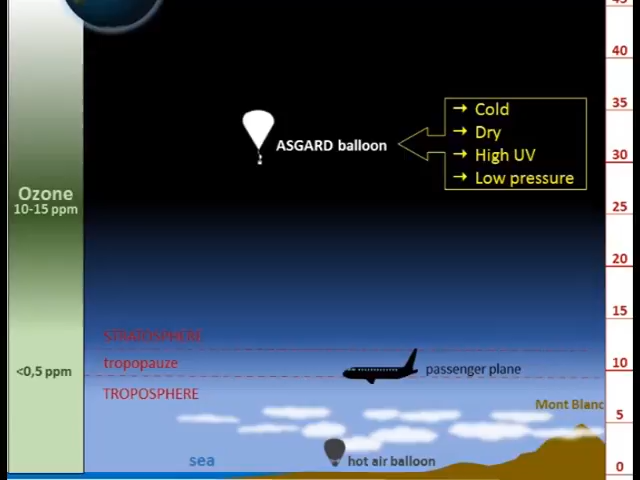 45
40
35
→ Cold
ASGARD balloon
→ Dry
→ High UV
30
→ Low pressure
Ozone
10-15 ppm
25
20
STRATOSPHERE
15
tropopauze
<0,5 ppm
passenger plane
10
TROPOSPHERE
Mont Blanc
5
sea
hot air balloon
0